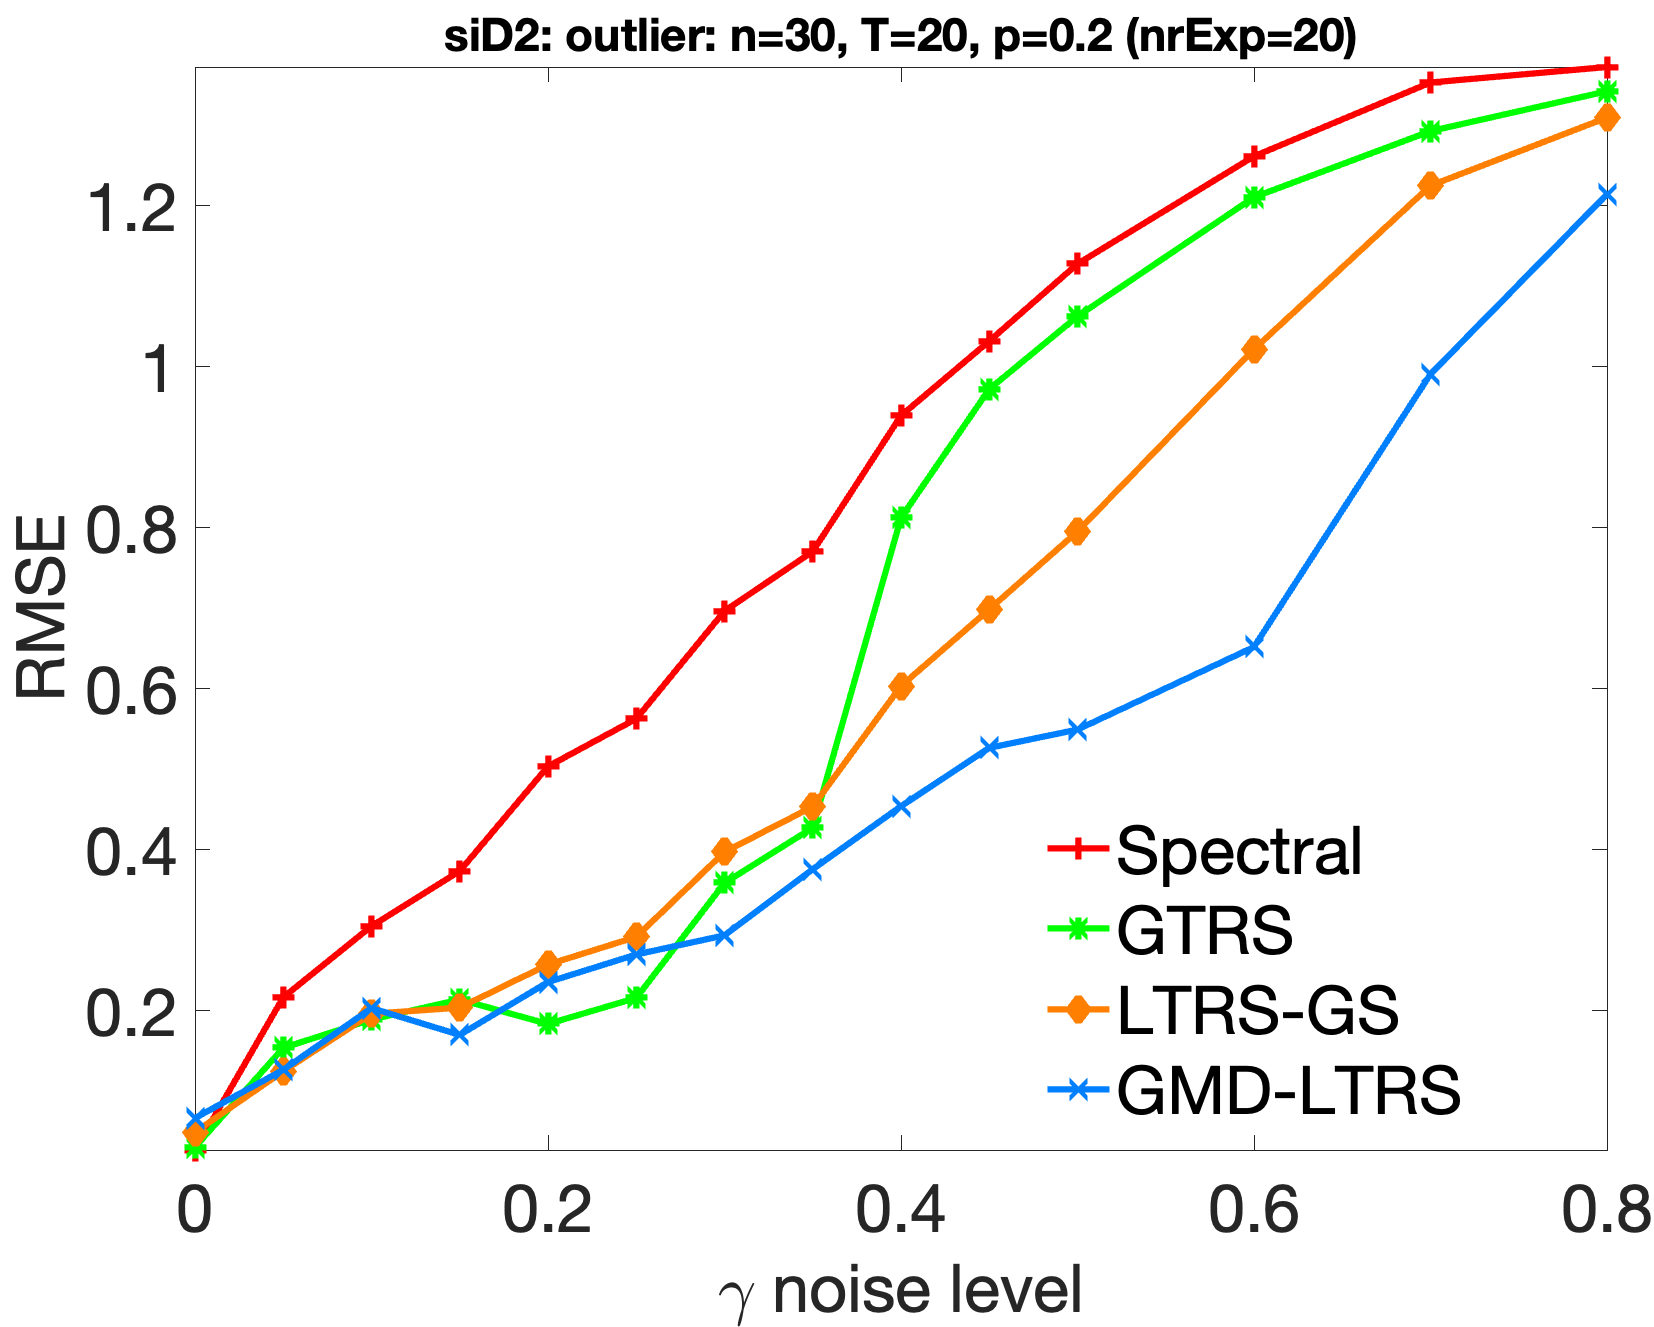 siD2: outlier: n=30, T=20, p=0.2 (nrExp=20)
RMSE
1.2
1
0.8
0.6
0.4
0.2
Spectral
GTRS
LTRS-GS
GMD-LTRS
0 0.2 0.4 0.6 0.8
γ noise level